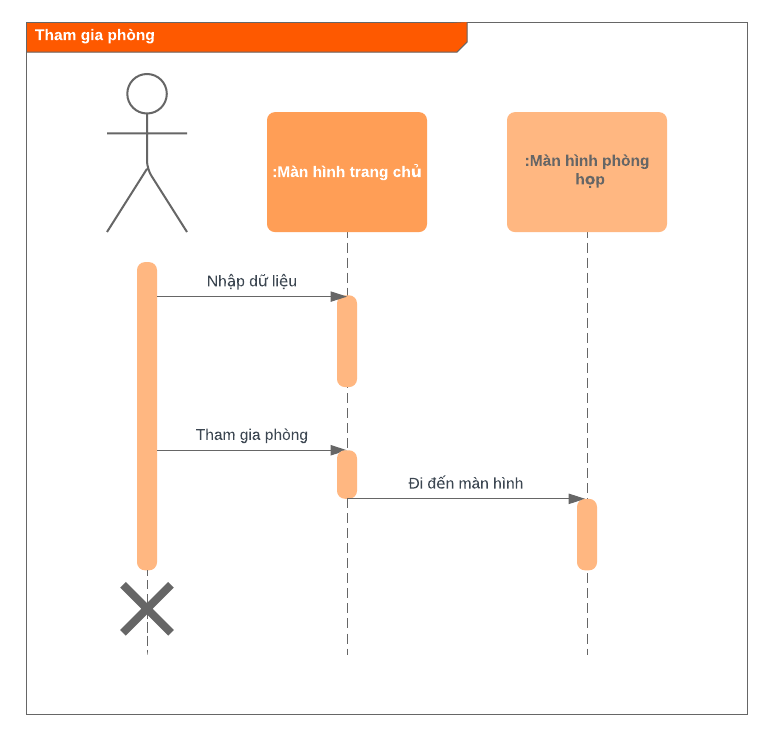 Tham gia phòng
:Màn hình trang chủ
:Màn hình phòng
họp
Nhập dữ liệu
Tham gia phòng
Đi đến màn hình